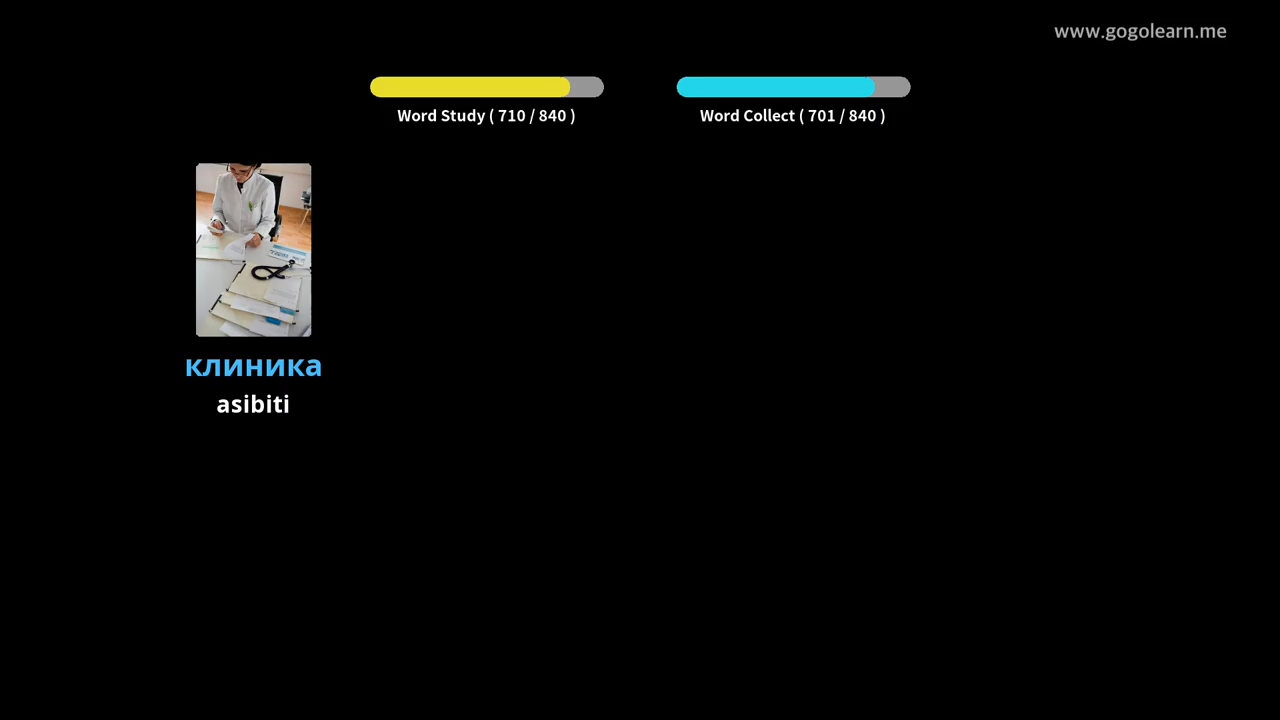 www.gogolearn.me
Word Study ( 710 / 840 )
Word Collect ( 701 / 840 )
клиника
asibiti